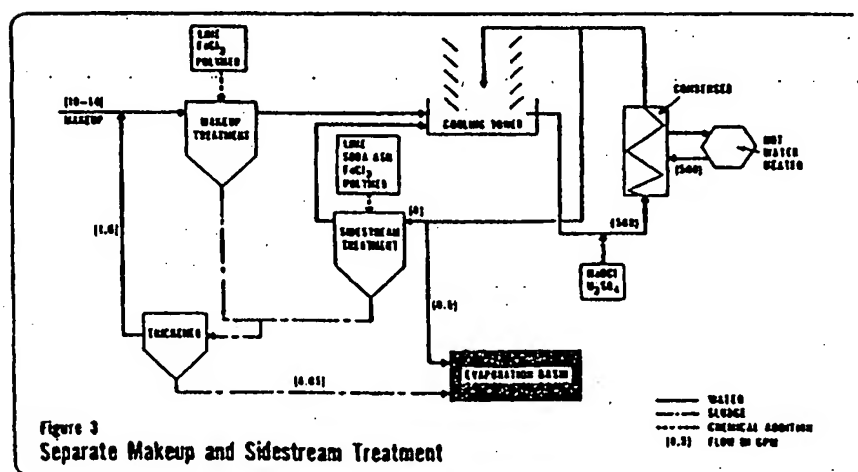 LIME
FeCl3
POLYMER
MAKEUP
MAKEUP
TREATMENT
LIME
SODA ASH
FeCl3
POLYMER
COOLING TOWER
CONDENSER
HOT
WATER
HEATER
(500)
(500)
SIDESTREAM
TREATMENT
NaOCl
H2SO4
THICKENER
EVAPORATION BASIN
WATER
SLUDGE
CHEMICAL ADDITION
FLOW IN GPM
Figure 3
Separate Makeup and Sidestream Treatment